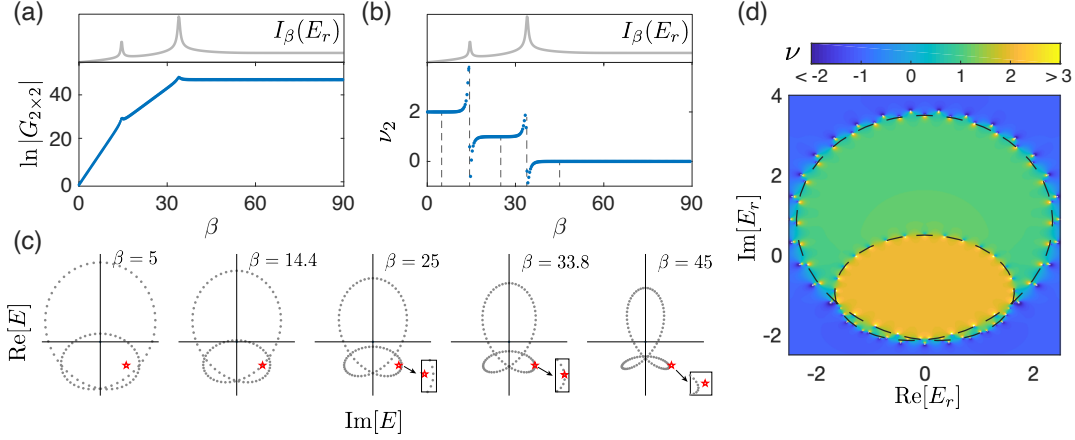 (a)
I_β(E_r)
ln |G_{2×2}|
40
20
0
0 30 60 90
β
(b)
I_β(E_r)
ν_2
2
0
0 30 60 90
β
(c)
β = 5
β = 14.4
β = 25
β = 33.8
β = 45
Re[E]
Im[E]
(d)
ν
< -2 -1 0 1 2 > 3
Im[E_r]
4
2
0
-2
-2 0 2
Re[E_r]